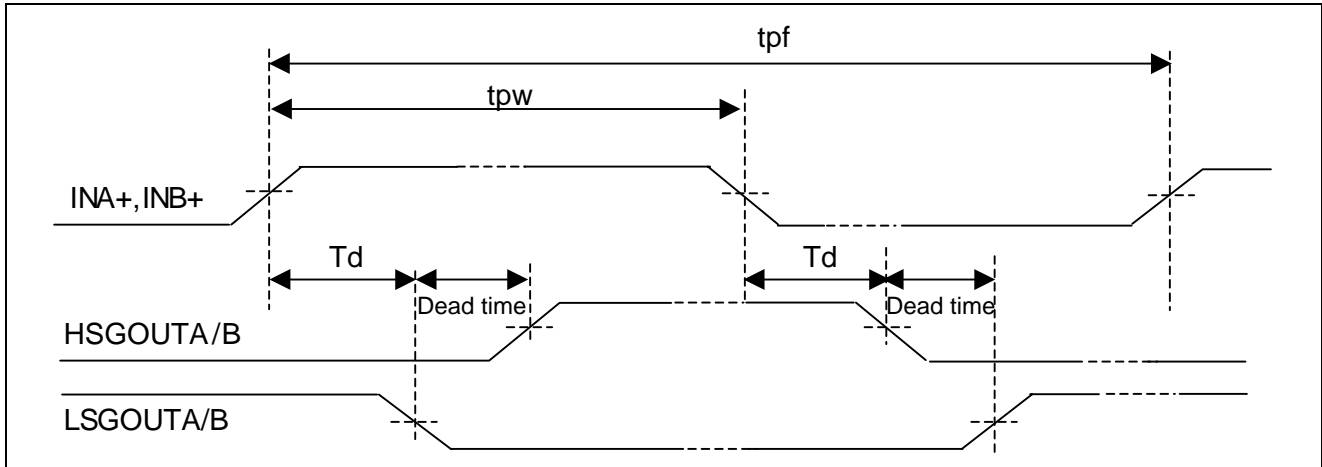 tpf
tpw
INA+,INB+
Td
Td
Dead time
Dead time
HSGOUTA/B
LSGOUTA/B